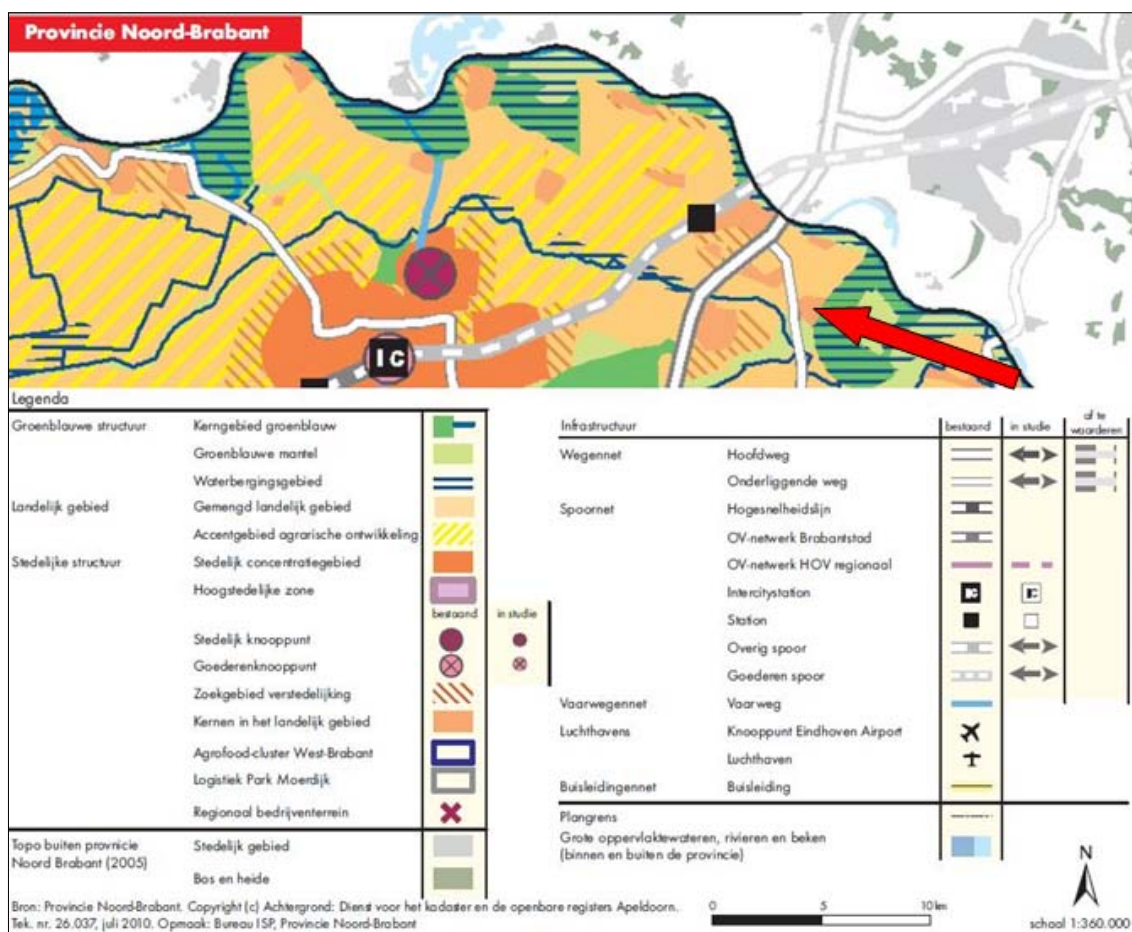 Provincie Noord-Brabant
IC
Legenda
Groenblauwe structuur
Kerngebied groenblauw
Groenblauwe mantel
Waterbergingsgebied
Landelijk gebied
Gemengd landelijk gebied
Accentgebied agrarische ontwikkeling
Stedelijke structuur
Stedelijk concentratiegebied
Hoogstedelijke zone
bestaand in studie
Stedelijk knooppunt
Goederenknooppunt
Zoekgebied verstedelijking
Kernen in het landelijk gebied
Agrofood-cluster West-Brabant
Logistiek Park Moerdijk
Regionaal bedrijventerrein
Topo buiten provnicie
Noord Brabant (2005)
Stedelijk gebied
Bos en heide
Infrastructuur
bestaand in studie af te waarderen
Wegennet
Hoofdweg
Onderliggende weg
Spoornet
Hogesnelheidslijn
OV-netwerk Brabantstad
OV-netwerk HOV regionaal
Intercitystation IC IC
Station
Overig spoor
Goederen spoor
Vaarwegennet
Vaarweg
Luchthavens
Knooppunt Eindhoven Airport
Luchthaven
Buisleidingennet
Buisleiding
Plangrens
Grote oppervlaktewateren, rivieren en beken
(binnen en buiten de provincie)
Bron: Provincie Noord-Brabant. Copyright (c) Achtergrond: Dienst voor het kadaster en de openbare registers Apeldoorn.
Tek. nr. 26.037, juli 2010. Opmaak: Bureau ISP, Provincie Noord-Brabant
0 5 10 km
N
schaal 1:360.000